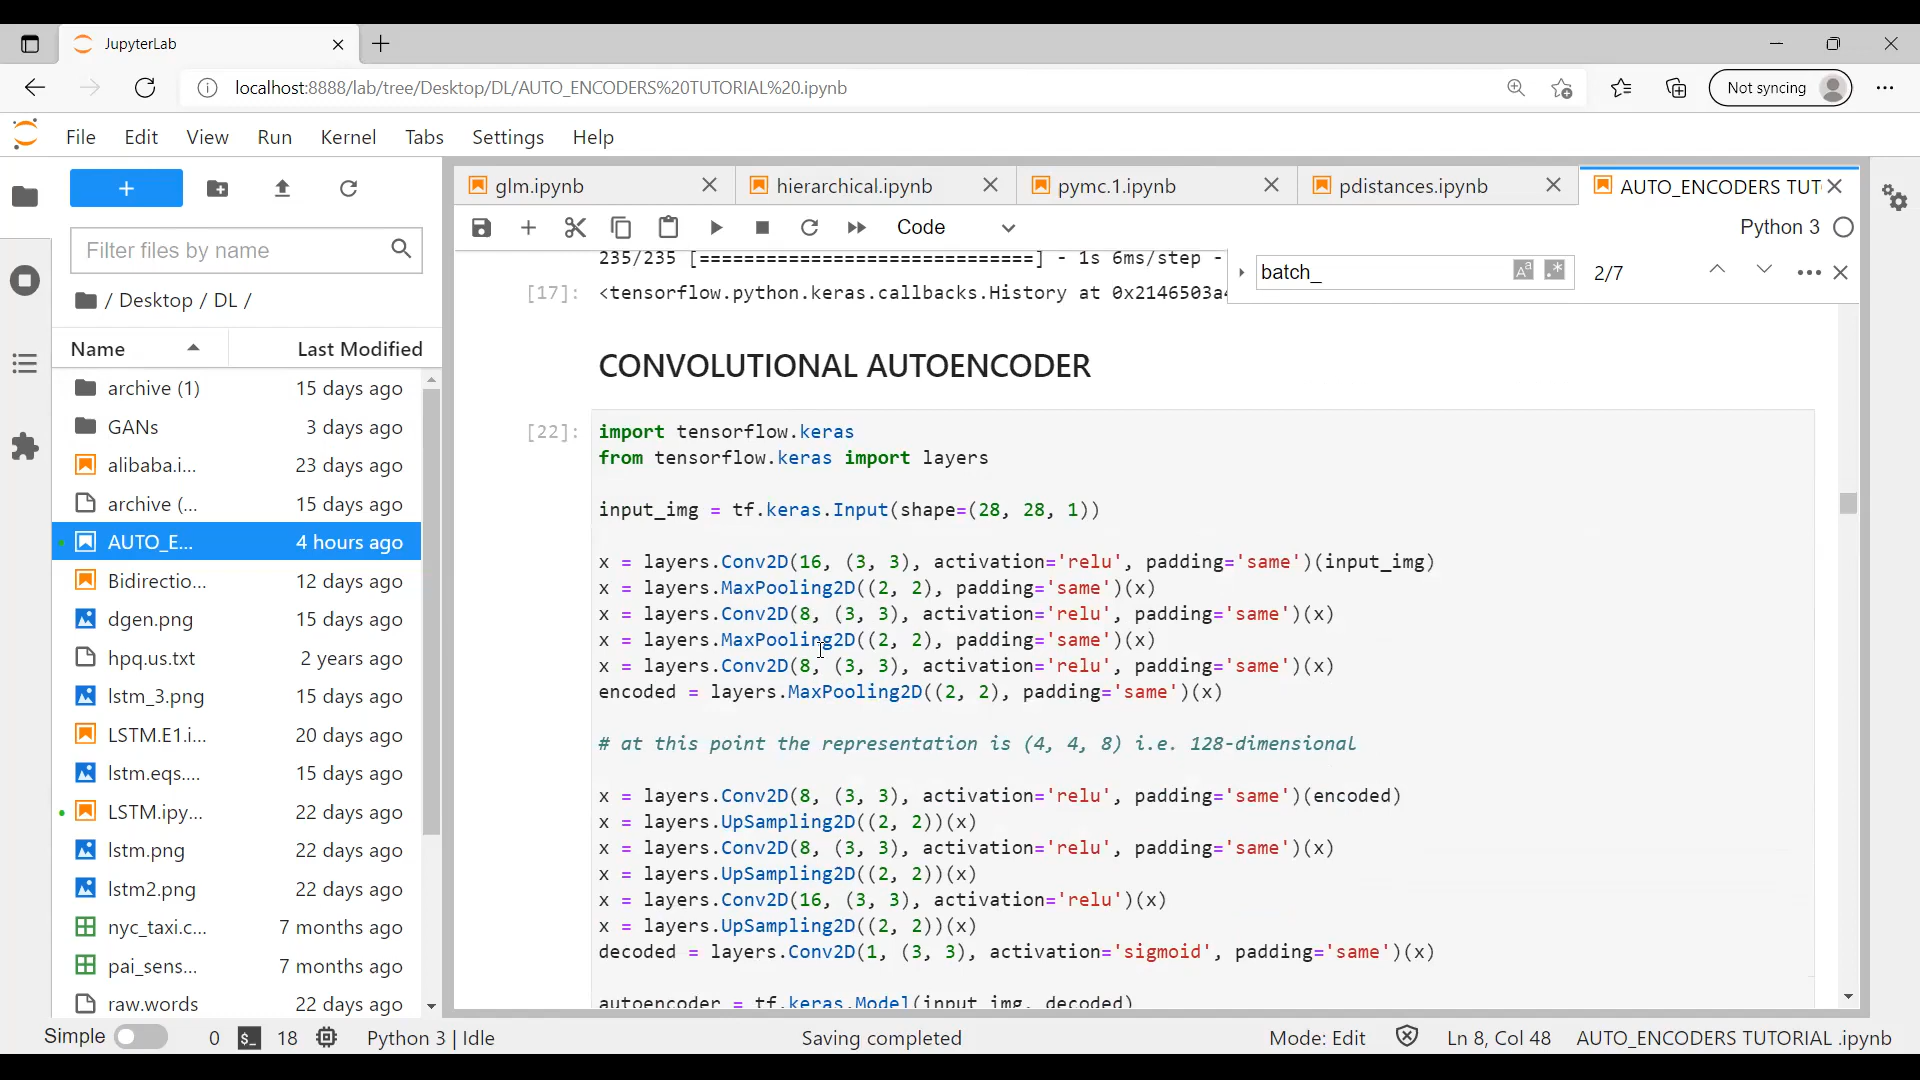 JupyterLab
localhost:8888/lab/tree/Desktop/DL/AUTO_ENCODERS%20TUTORIAL%20.ipynb
Not syncing
File Edit View Run Kernel Tabs Settings Help
glm.ipynb
hierarchical.ipynb
pymc.1.ipynb
pdistances.ipynb
AUTO_ENCODERS TUT
Code
Python 3
Filter files by name
/ Desktop / DL /
Name Last Modified
archive (1) 15 days ago
GANs 3 days ago
alibaba.i... 23 days ago
archive (... 15 days ago
AUTO_E... 4 hours ago
Bidirectio... 12 days ago
dgen.png 15 days ago
hpq.us.txt 2 years ago
lstm_3.png 15 days ago
LSTM.E1.i... 20 days ago
lstm.eqs.... 15 days ago
LSTM.ipy... 22 days ago
lstm.png 22 days ago
lstm2.png 22 days ago
nyc_taxi.c... 7 months ago
pai_sens... 7 months ago
raw.words 22 days ago
batch_
2/7
235/235 [==============================] - 1s 6ms/step -
[17]: <tensorflow.python.keras.callbacks.History at 0x2146503a
CONVOLUTIONAL AUTOENCODER
[22]: import tensorflow.keras
from tensorflow.keras import layers
input_img = tf.keras.Input(shape=(28, 28, 1))
x = layers.Conv2D(16, (3, 3), activation='relu', padding='same')(input_img)
x = layers.MaxPooling2D((2, 2), padding='same')(x)
x = layers.Conv2D(8, (3, 3), activation='relu', padding='same')(x)
x = layers.MaxPooling2D((2, 2), padding='same')(x)
x = layers.Conv2D(8, (3, 3), activation='relu', padding='same')(x)
encoded = layers.MaxPooling2D((2, 2), padding='same')(x)
# at this point the representation is (4, 4, 8) i.e. 128-dimensional
x = layers.Conv2D(8, (3, 3), activation='relu', padding='same')(encoded)
x = layers.UpSampling2D((2, 2))(x)
x = layers.Conv2D(8, (3, 3), activation='relu', padding='same')(x)
x = layers.UpSampling2D((2, 2))(x)
x = layers.Conv2D(16, (3, 3), activation='relu')(x)
x = layers.UpSampling2D((2, 2))(x)
decoded = layers.Conv2D(1, (3, 3), activation='sigmoid', padding='same')(x)
autoencoder = tf.keras.Model(input_img, decoded)
Simple 0 18 Python 3 | Idle Saving completed Mode: Edit Ln 8, Col 48 AUTO_ENCODERS TUTORIAL .ipynb